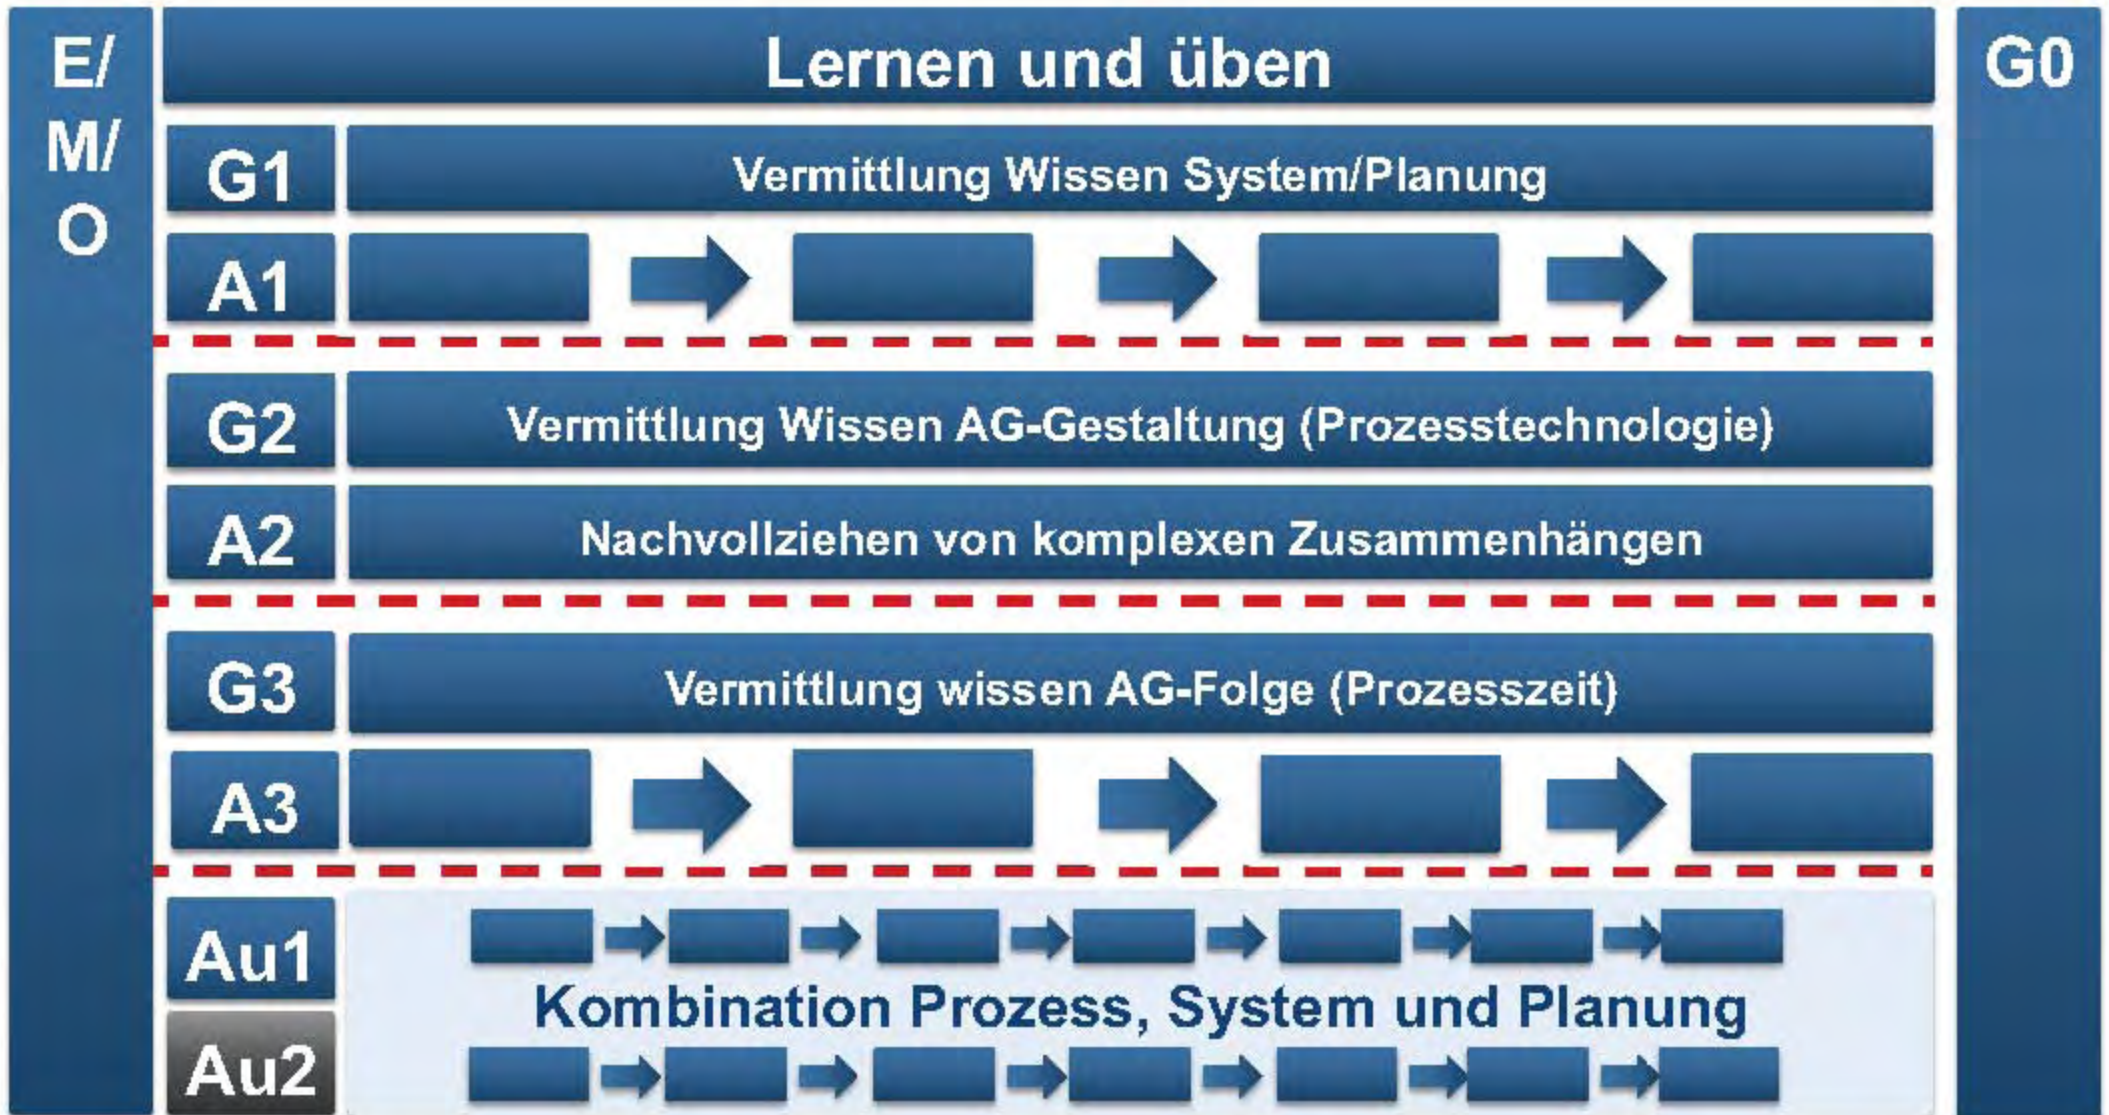 E/
M/
O
Lernen und üben
G0
G1
Vermittlung Wissen System/Planung
A1
G2
Vermittlung Wissen AG-Gestaltung (Prozesstechnologie)
A2
Nachvollziehen von komplexen Zusammenhängen
G3
Vermittlung wissen AG-Folge (Prozesszeit)
A3
Au1
Kombination Prozess, System und Planung
Au2